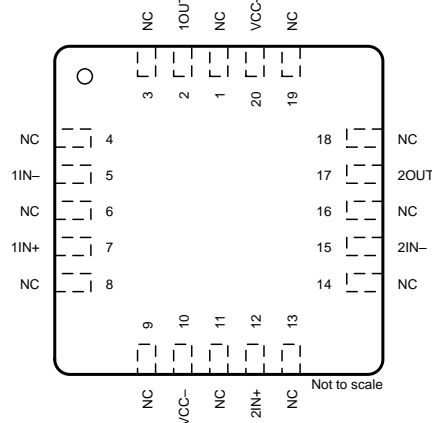 NC
1OUT
NC
NC
3
2
1
20
19
NC 4
1IN– 5
NC 6
1IN+ 7
NC 8
18 NC
17 2OUT
16 NC
15 2IN–
14 NC
9
10
11
12
13
NC
VCC–
NC
2IN+
NC
Not to scale